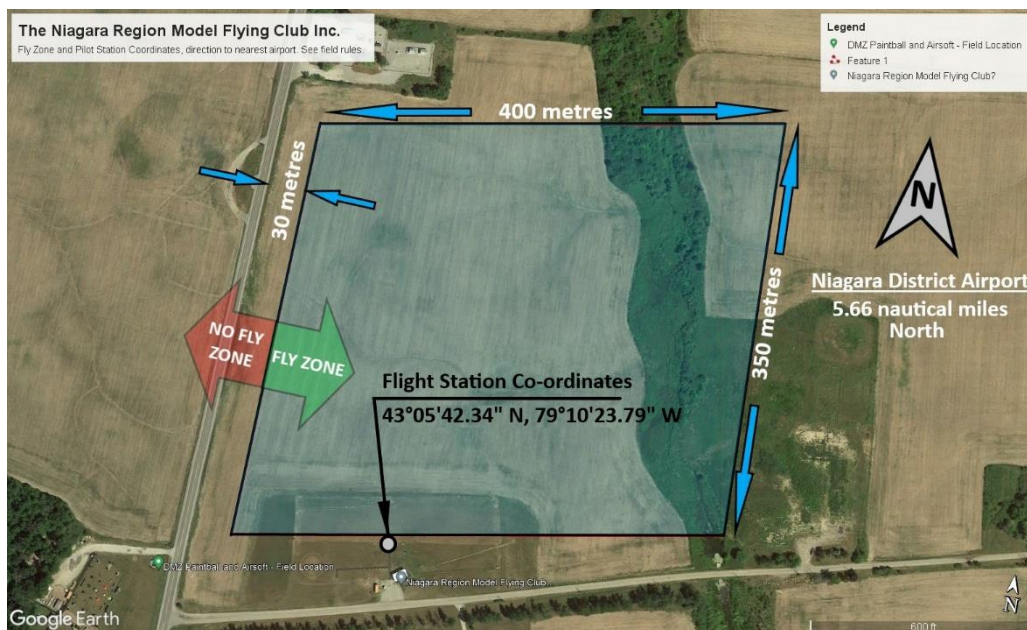 The Niagara Region Model Flying Club Inc.
Fly Zone and Pilot Station Coordinates, direction to nearest airport. See field rules.
Legend
DMZ Paintball and Airsoft - Field Location
Feature 1
Niagara Region Model Flying Club?
400 metres
30 metres
350 metres
N
Niagara District Airport
5.66 nautical miles
North
NO FLY
ZONE
FLY ZONE
Flight Station Co-ordinates
43°05'42.34" N, 79°10'23.79" W
DMZ Paintball and Airsoft - Field Location
Niagara Region Model Flying Club...
Google Earth
N
600 ft